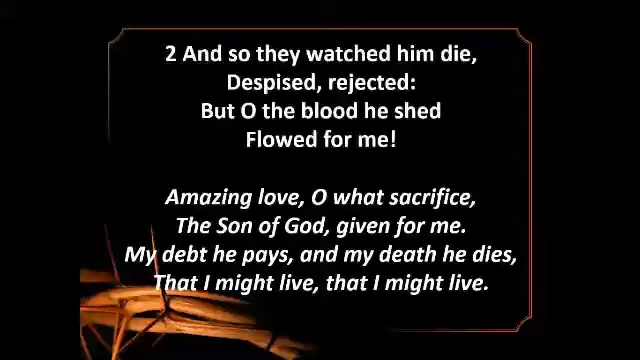 2 And so they watched him die,
Despised, rejected:
But O the blood he shed
Flowed for me!
Amazing love, O what sacrifice,
The Son of God, given for me.
My debt he pays, and my death he dies,
That I might live, that I might live.